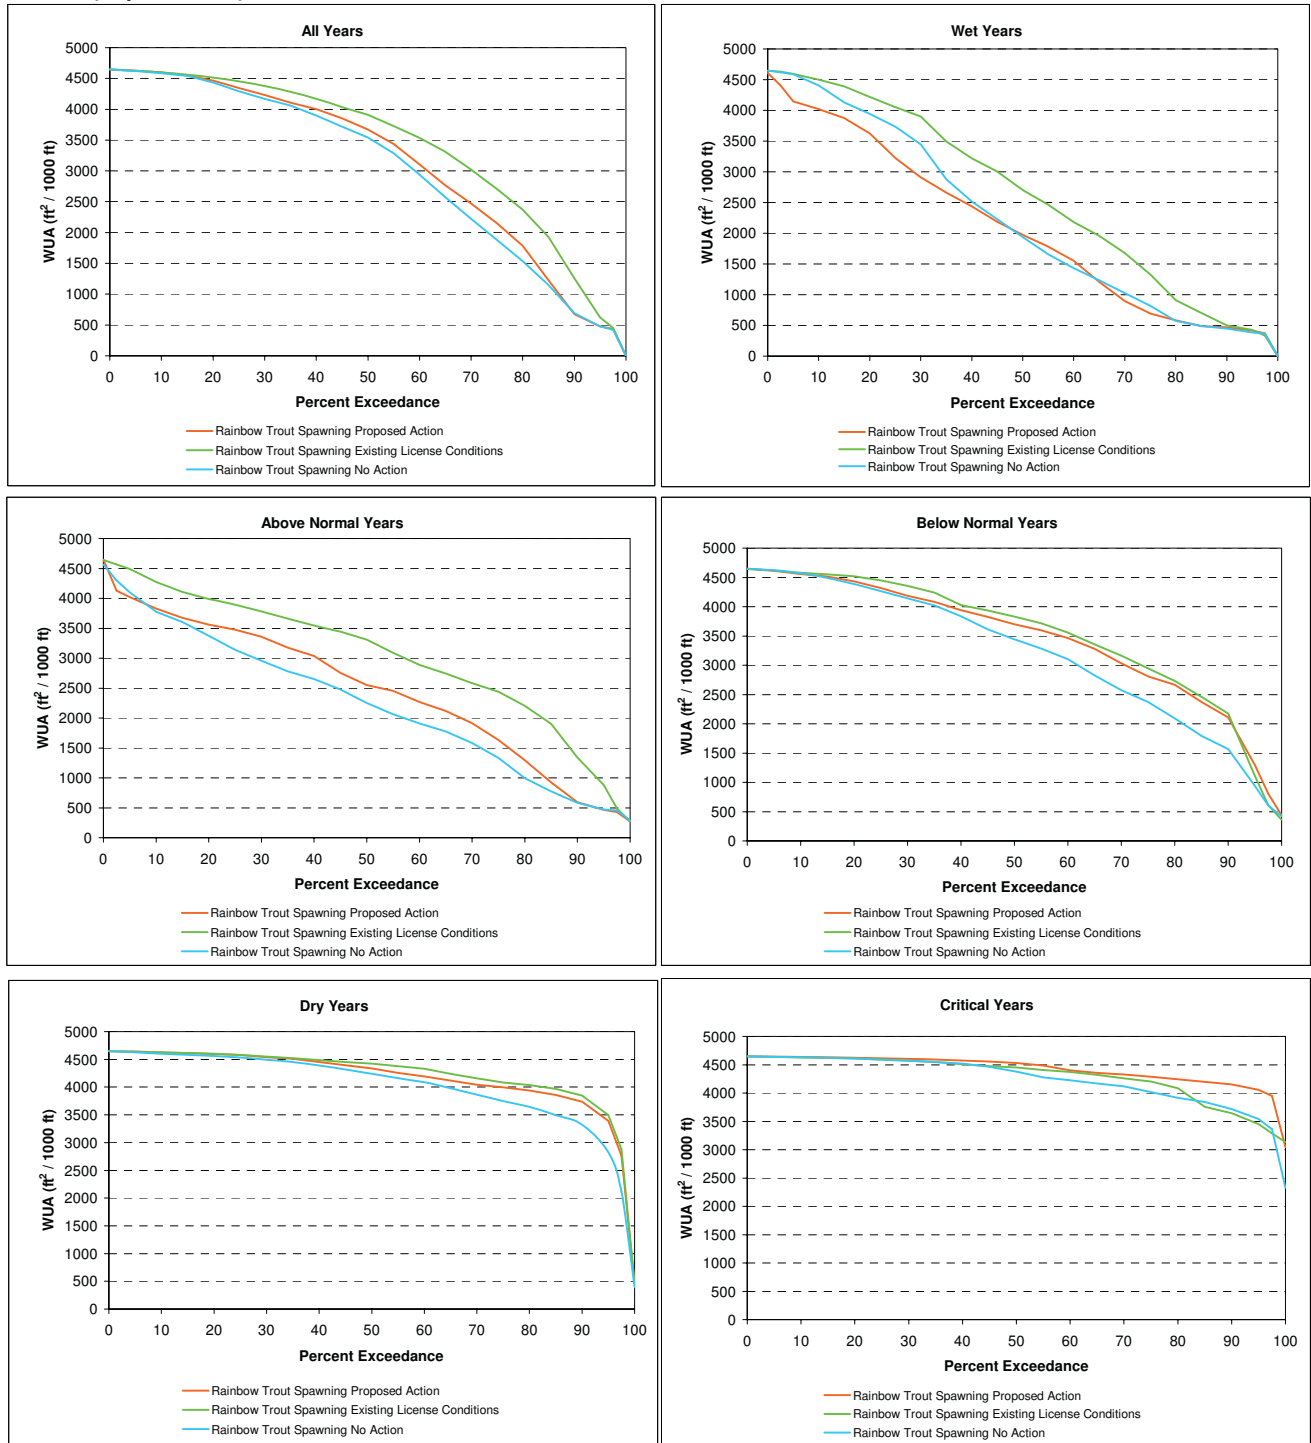 All Years
5000
4500
4000
3500
3000
2500
2000
1500
1000
500
0
WUA (ft² / 1000 ft)
0 10 20 30 40 50 60 70 80 90 100
Percent Exceedance
Rainbow Trout Spawning Proposed Action
Rainbow Trout Spawning Existing License Conditions
Rainbow Trout Spawning No Action
Wet Years
5000
4500
4000
3500
3000
2500
2000
1500
1000
500
0
WUA (ft² / 1000 ft)
0 10 20 30 40 50 60 70 80 90 100
Percent Exceedance
Rainbow Trout Spawning Proposed Action
Rainbow Trout Spawning Existing License Conditions
Rainbow Trout Spawning No Action
Above Normal Years
5000
4500
4000
3500
3000
2500
2000
1500
1000
500
0
WUA (ft² / 1000 ft)
0 10 20 30 40 50 60 70 80 90 100
Percent Exceedance
Rainbow Trout Spawning Proposed Action
Rainbow Trout Spawning Existing License Conditions
Rainbow Trout Spawning No Action
Below Normal Years
5000
4500
4000
3500
3000
2500
2000
1500
1000
500
0
WUA (ft² / 1000 ft)
0 10 20 30 40 50 60 70 80 90 100
Percent Exceedance
Rainbow Trout Spawning Proposed Action
Rainbow Trout Spawning Existing License Conditions
Rainbow Trout Spawning No Action
Dry Years
5000
4500
4000
3500
3000
2500
2000
1500
1000
500
0
WUA (ft² / 1000 ft)
0 10 20 30 40 50 60 70 80 90 100
Percent Exceedance
Rainbow Trout Spawning Proposed Action
Rainbow Trout Spawning Existing License Conditions
Rainbow Trout Spawning No Action
Critical Years
5000
4500
4000
3500
3000
2500
2000
1500
1000
500
0
WUA (ft² / 1000 ft)
0 10 20 30 40 50 60 70 80 90 100
Percent Exceedance
Rainbow Trout Spawning Proposed Action
Rainbow Trout Spawning Existing License Conditions
Rainbow Trout Spawning No Action